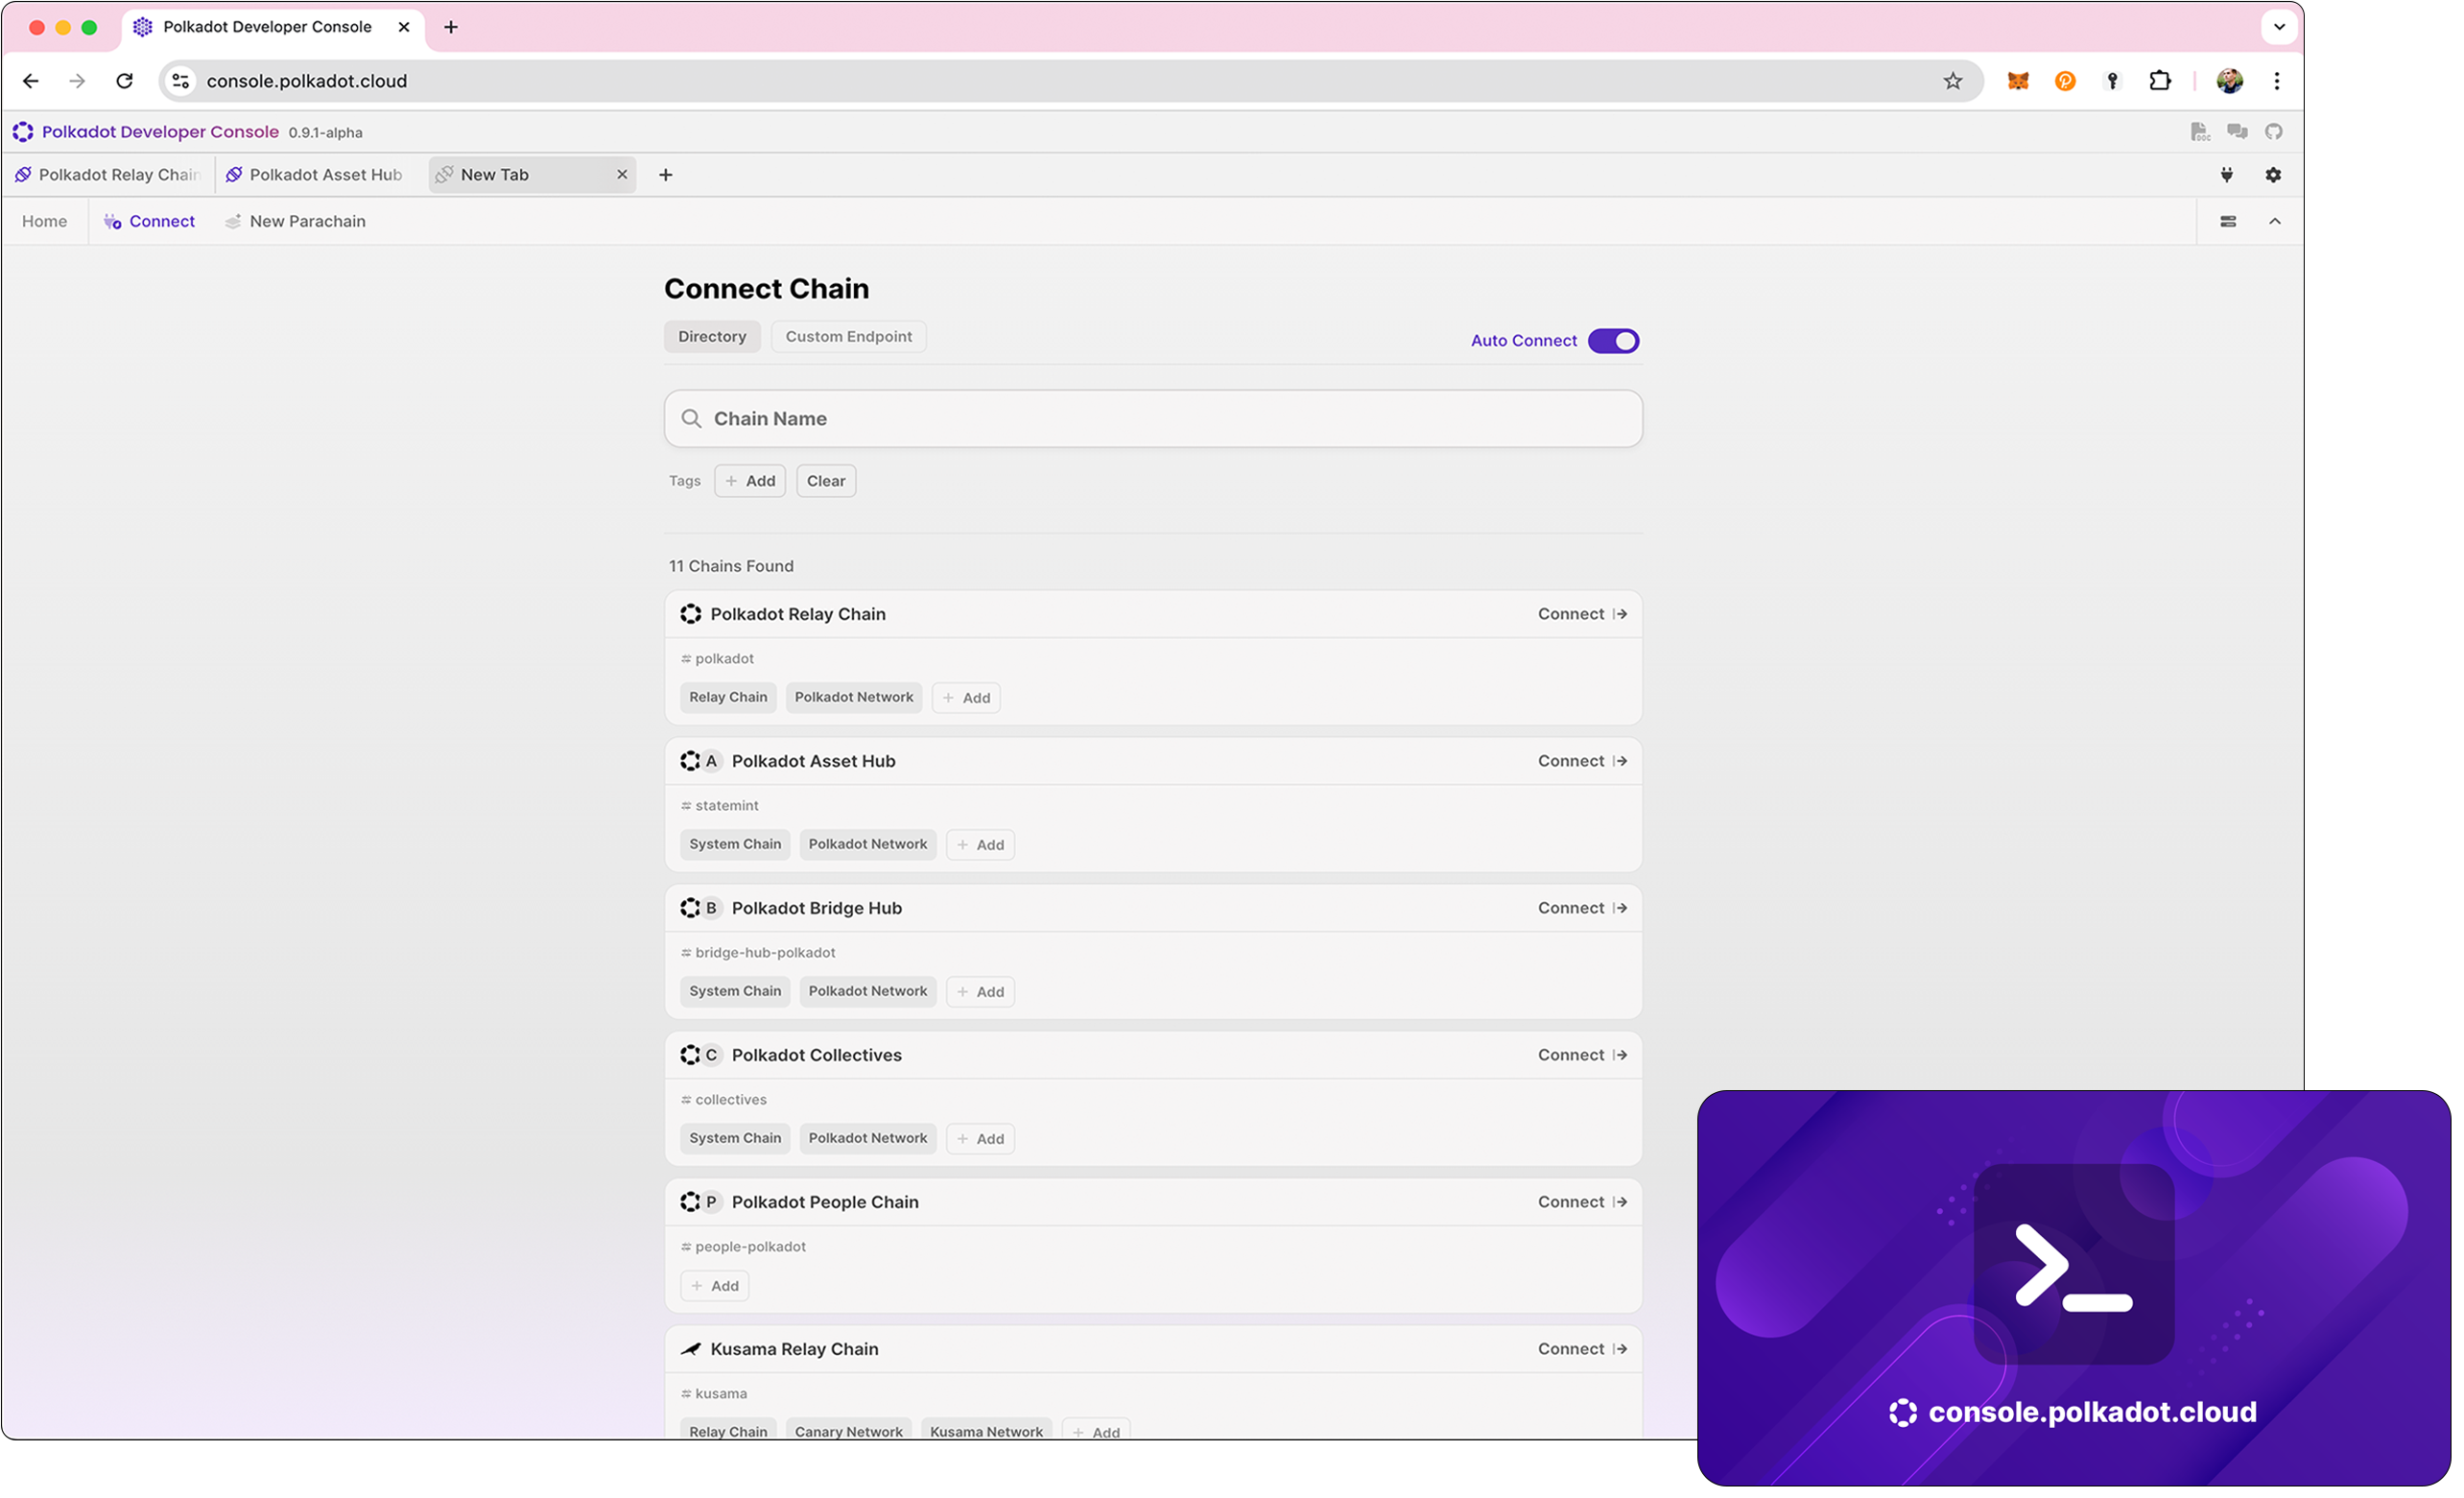 Polkadot Developer Console
console.polkadot.cloud
Polkadot Developer Console 0.9.1-alpha
Polkadot Relay Chain Polkadot Asset Hub New Tab
Home Connect New Parachain
Connect Chain
Directory Custom Endpoint Auto Connect
Chain Name
Tags + Add Clear
11 Chains Found
Polkadot Relay Chain Connect
polkadot
Relay Chain Polkadot Network + Add
A Polkadot Asset Hub Connect
statemint
System Chain Polkadot Network + Add
B Polkadot Bridge Hub Connect
bridge-hub-polkadot
System Chain Polkadot Network + Add
C Polkadot Collectives Connect
collectives
System Chain Polkadot Network + Add
P Polkadot People Chain Connect
people-polkadot
+ Add
Kusama Relay Chain Connect
kusama
Relay Chain Canary Network Kusama Network + Add
console.polkadot.cloud